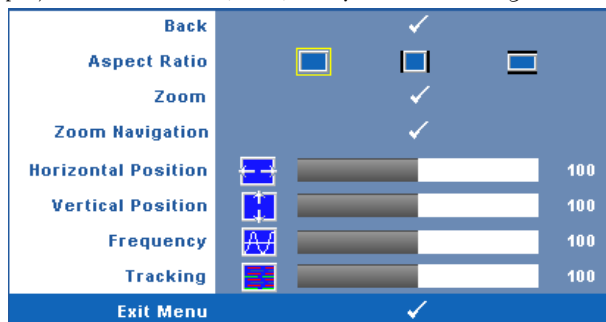 Back
Aspect Ratio
Zoom
Zoom Navigation
Horizontal Position 100
Vertical Position 100
Frequency 100
Tracking 100
Exit Menu